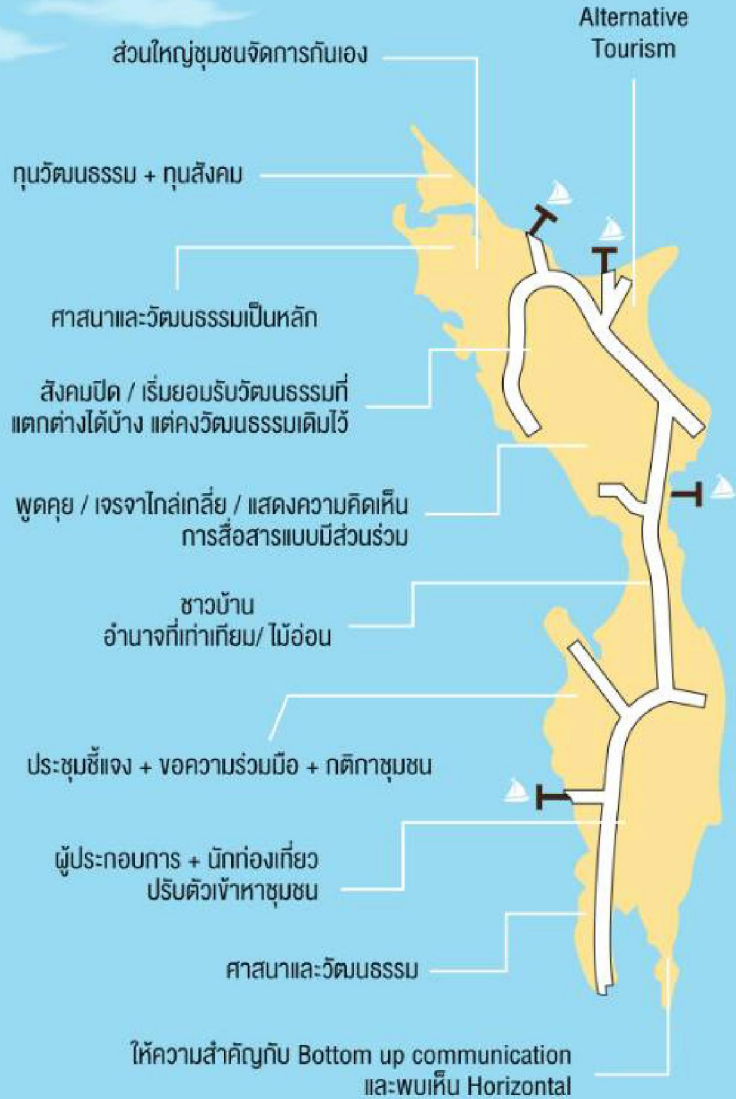 Alternative
Tourism
ส่วนใหญ่ชุมชนจัดการกันเอง
ทุนวัฒนธรรม + ทุนสังคม
ศาสนาและวัฒนธรรมเป็นหลัก
สังคมปิด / เริ่มยอมรับวัฒนธรรมที่
แตกต่างได้บ้าง แต่คงวัฒนธรรมเดิมไว้
พูดคุย / เจรจาไกล่เกลี่ย / แสดงความคิดเห็น
การสื่อสารแบบมีส่วนร่วม
ชาวบ้าน
อำนาจที่เท่าเทียม/ ไม้อ่อน
ประชุมชี้แจง + ขอความร่วมมือ + กติกาชุมชน
ผู้ประกอบการ + นักท่องเที่ยว
ปรับตัวเข้าหาชุมชน
ศาสนาและวัฒนธรรม
ให้ความสำคัญกับ Bottom up communication
และพบเห็น Horizontal